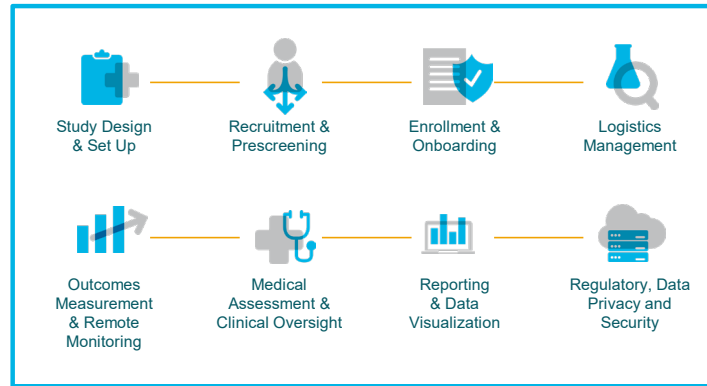 Study Design
& Set Up
Recruitment &
Prescreening
Enrollment &
Onboarding
Logistics
Management
Outcomes
Measurement
& Remote
Monitoring
Medical
Assessment &
Clinical Oversight
Reporting
& Data
Visualization
Regulatory, Data
Privacy and
Security